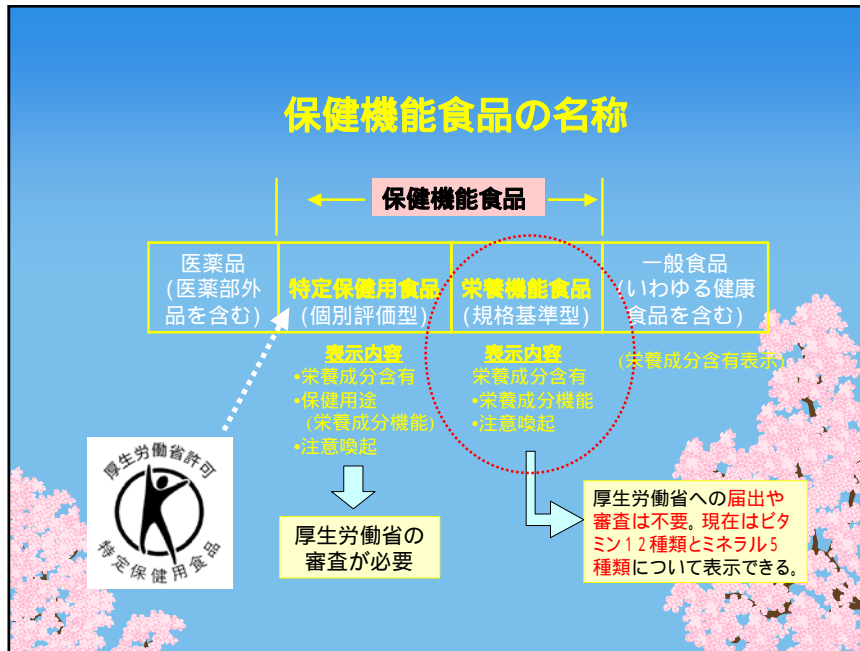 保健機能食品の名称
保健機能食品
医薬品
(医薬部外
品を含む)
特定保健用食品
(個別評価型)
栄養機能食品
(規格基準型)
一般食品
(いわゆる健康
食品を含む)
表示内容
•栄養成分含有
•保健用途
(栄養成分機能)
•注意喚起
表示内容
栄養成分含有
•栄養成分機能
•注意喚起
(栄養成分含有表示)
厚生労働省許可
特定保健用食品
厚生労働省の
審査が必要
厚生労働省への届出や
審査は不要。現在はビタ
ミン12種類とミネラル5
種類について表示できる。